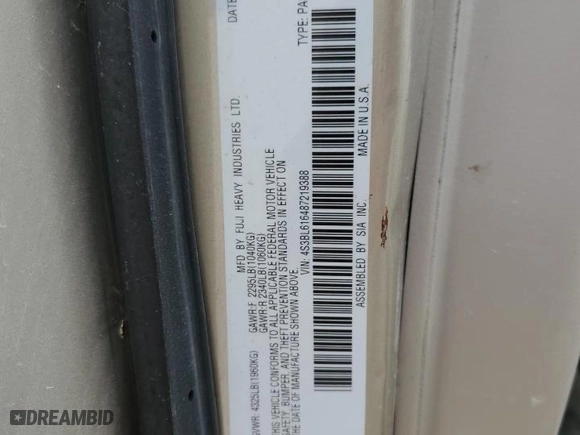 MFD BY FUJI HEAVY INDUSTRIES LTD. DATE
GVWR: 4325LB(1960KG) GAWR-F 2295LB(1040KG)
GAWR-R 2340LB(1060KG)
THIS VEHICLE CONFORMS TO ALL APPLICABLE FEDERAL MOTOR VEHICLE
SAFETY, BUMPER, AND THEFT PREVENTION STANDARDS IN EFFECT ON
THE DATE OF MANUFACTURE SHOWN ABOVE.
VIN: 4S3BL616487219388 TYPE: PA
ASSEMBLED BY SIA INC. MADE IN U.S.A.
DREAMBID